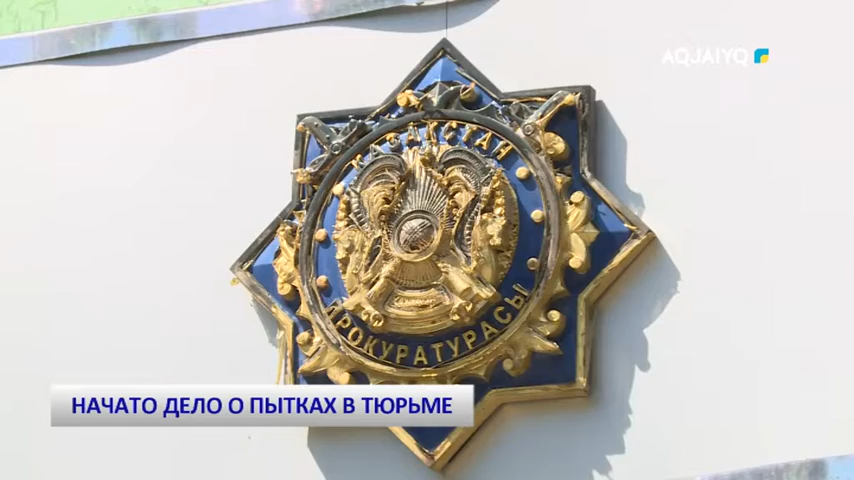 AQJAIYQ
ҚАЗАҚСТАН
ПРОКУРАТУРАСЫ
НАЧАТО ДЕЛО О ПЫТКАХ В ТЮРЬМЕ